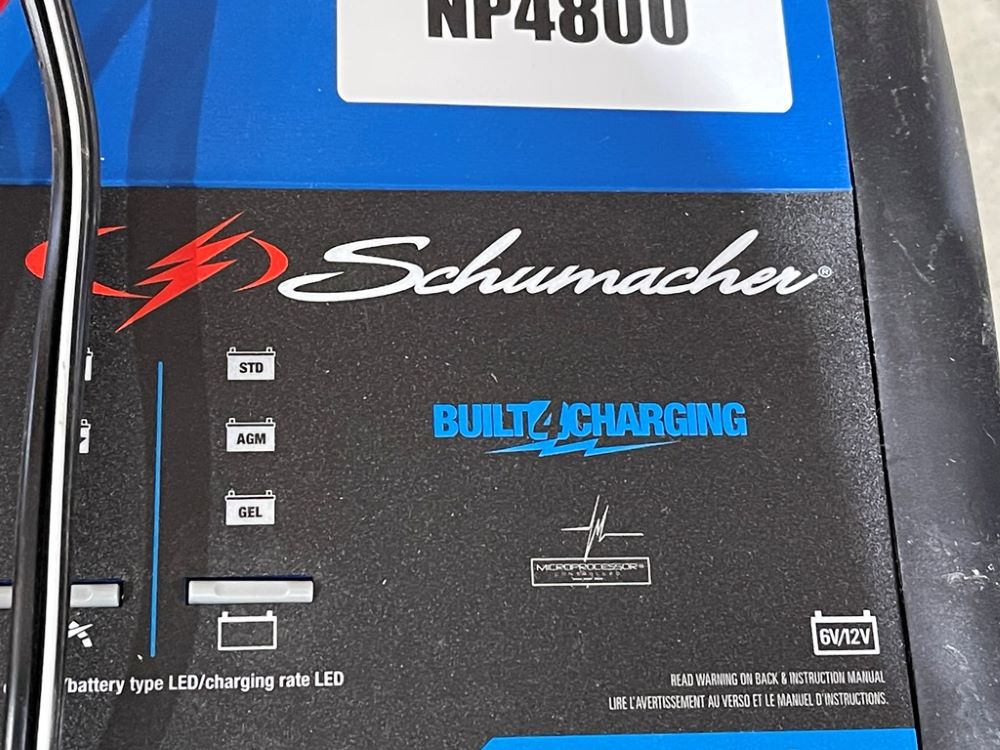 NP4800
Schumacher®
STD
AGM
BUILT4CHARGING
GEL
MICROPROCESSOR®
CONTROLLED
6V/12V
/battery type LED/charging rate LED
READ WARNING ON BACK & INSTRUCTION MANUAL
LIRE L'AVERTISSEMENT AU VERSO ET LE MANUEL D'INSTRUCTIONS.